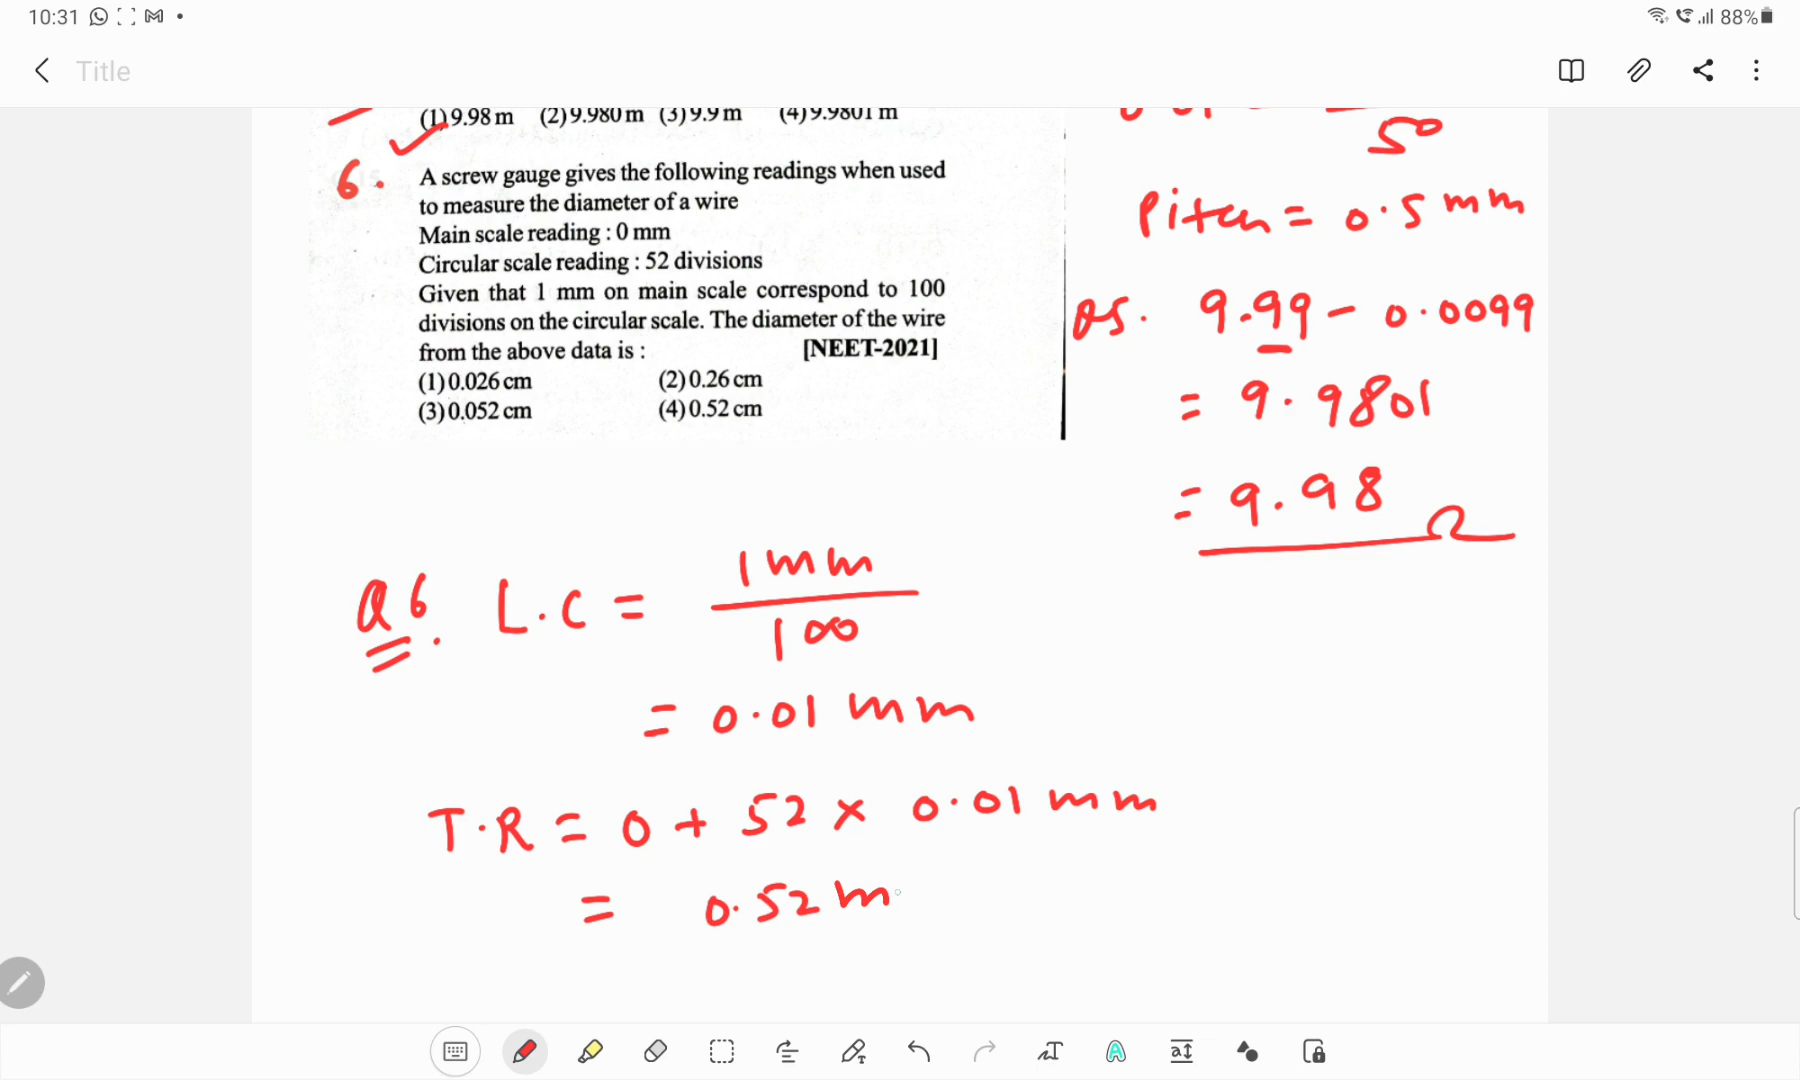 10:31
88%
Title
(1) 9.98 m (2) 9.980 m (3) 9.9 m (4) 9.9801 m
6.
A screw gauge gives the following readings when used
to measure the diameter of a wire
Main scale reading : 0 mm
Circular scale reading : 52 divisions
Given that 1 mm on main scale correspond to 100
divisions on the circular scale. The diameter of the wire
from the above data is : [NEET-2021]
(1) 0.026 cm (2) 0.26 cm
(3) 0.052 cm (4) 0.52 cm
50
Pitch = 0.5 mm
Q5. 9.99 - 0.0099
= 9.9801
= 9.98
Q6. L.C = 1 mm
100
= 0.01 mm
T.R = 0 + 52 x 0.01 mm
= 0.52 m